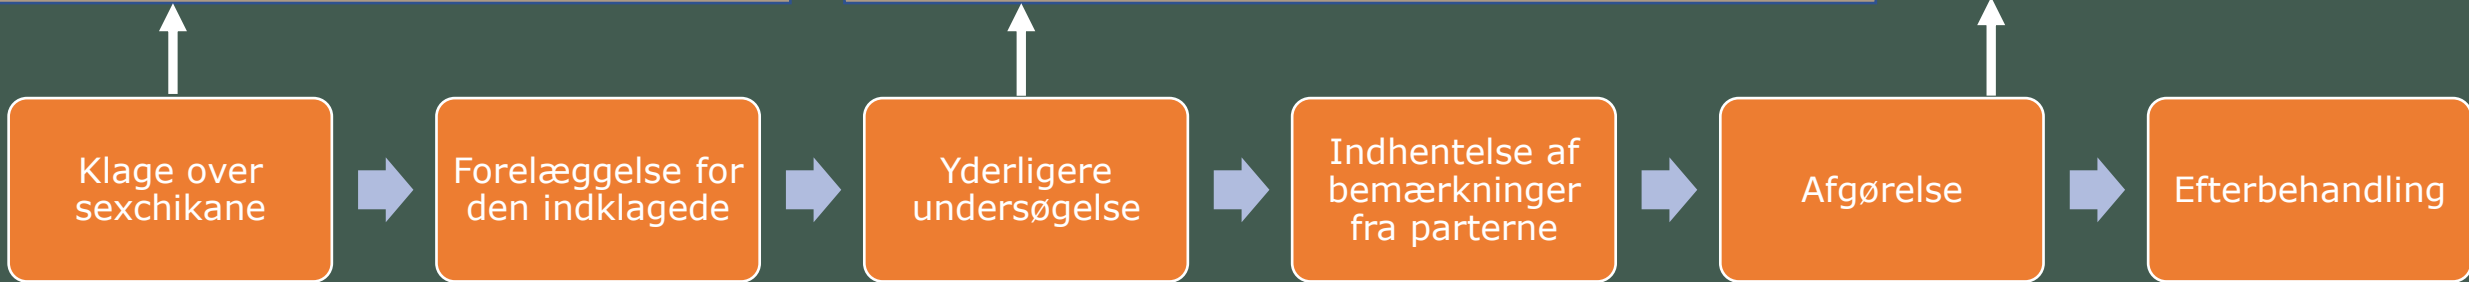 Klage over
sexchikane
Forelæggelse for
den indklagede
Yderligere
undersøgelse
Indhentelse af
bemærkninger
fra parterne
Afgørelse
Efterbehandling